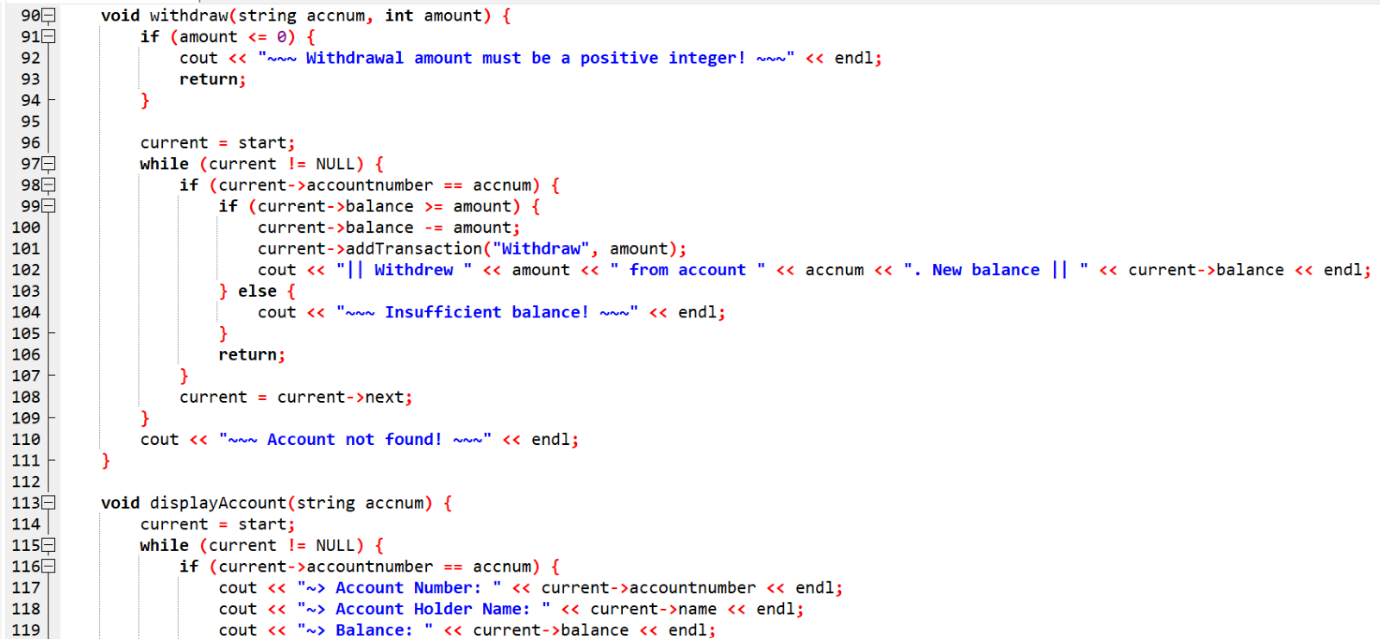 90 void withdraw(string accnum, int amount) {
91 if (amount <= 0) {
92 cout << "~~~ Withdrawal amount must be a positive integer! ~~~" << endl;
93 return;
94 }
95
96 current = start;
97 while (current != NULL) {
98 if (current->accountnumber == accnum) {
99 if (current->balance >= amount) {
100 current->balance -= amount;
101 current->addTransaction("Withdraw", amount);
102 cout << "|| Withdrew " << amount << " from account " << accnum << ". New balance || " << current->balance << endl;
103 } else {
104 cout << "~~~ Insufficient balance! ~~~" << endl;
105 }
106 return;
107 }
108 current = current->next;
109 }
110 cout << "~~~ Account not found! ~~~" << endl;
111 }
112
113 void displayAccount(string accnum) {
114 current = start;
115 while (current != NULL) {
116 if (current->accountnumber == accnum) {
117 cout << "~> Account Number: " << current->accountnumber << endl;
118 cout << "~> Account Holder Name: " << current->name << endl;
119 cout << "~> Balance: " << current->balance << endl;